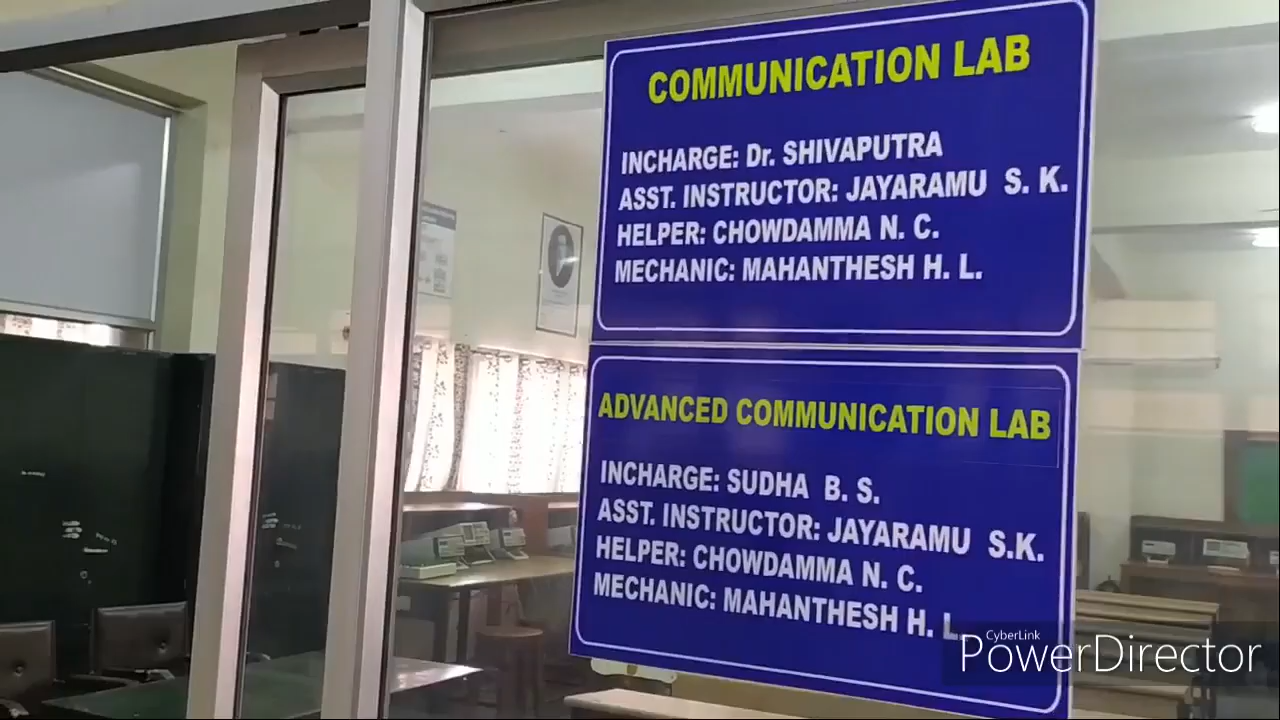 COMMUNICATION LAB
INCHARGE: Dr. SHIVAPUTRA
ASST. INSTRUCTOR: JAYARAMU S. K.
HELPER: CHOWDAMMA N. C.
MECHANIC: MAHANTHESH H. L.
ADVANCED COMMUNICATION LAB
INCHARGE: SUDHA B. S.
ASST. INSTRUCTOR: JAYARAMU S.K.
HELPER: CHOWDAMMA N. C.
MECHANIC: MAHANTHESH H. L.
CyberLink
PowerDirector